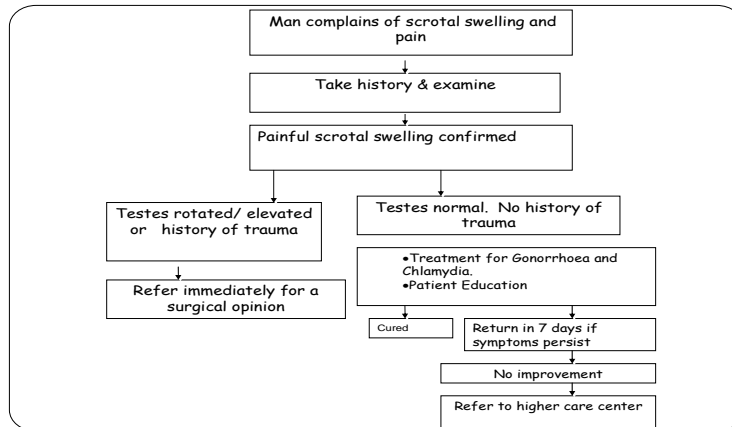 Man complains of scrotal swelling and
pain
Take history & examine
Painful scrotal swelling confirmed
Testes rotated/ elevated
or history of trauma
Refer immediately for a
surgical opinion
Testes normal. No history of
trauma
•Treatment for Gonorrhoea and
Chlamydia.
•Patient Education
Cured
Return in 7 days if
symptoms persist
No improvement
Refer to higher care center